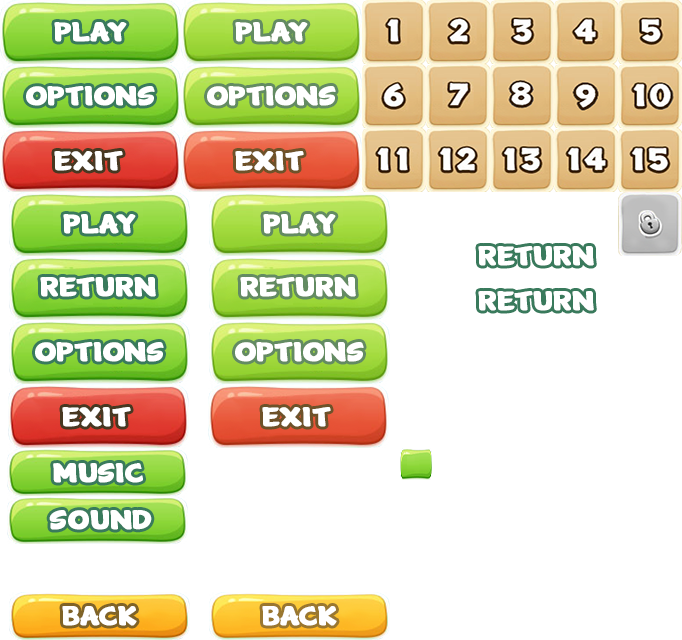 PLAY PLAY 1 2 3 4 5
OPTIONS OPTIONS 6 7 8 9 10
EXIT EXIT 11 12 13 14 15
PLAY PLAY
RETURN
RETURN RETURN
RETURN
OPTIONS OPTIONS
EXIT EXIT
MUSIC
SOUND
BACK BACK